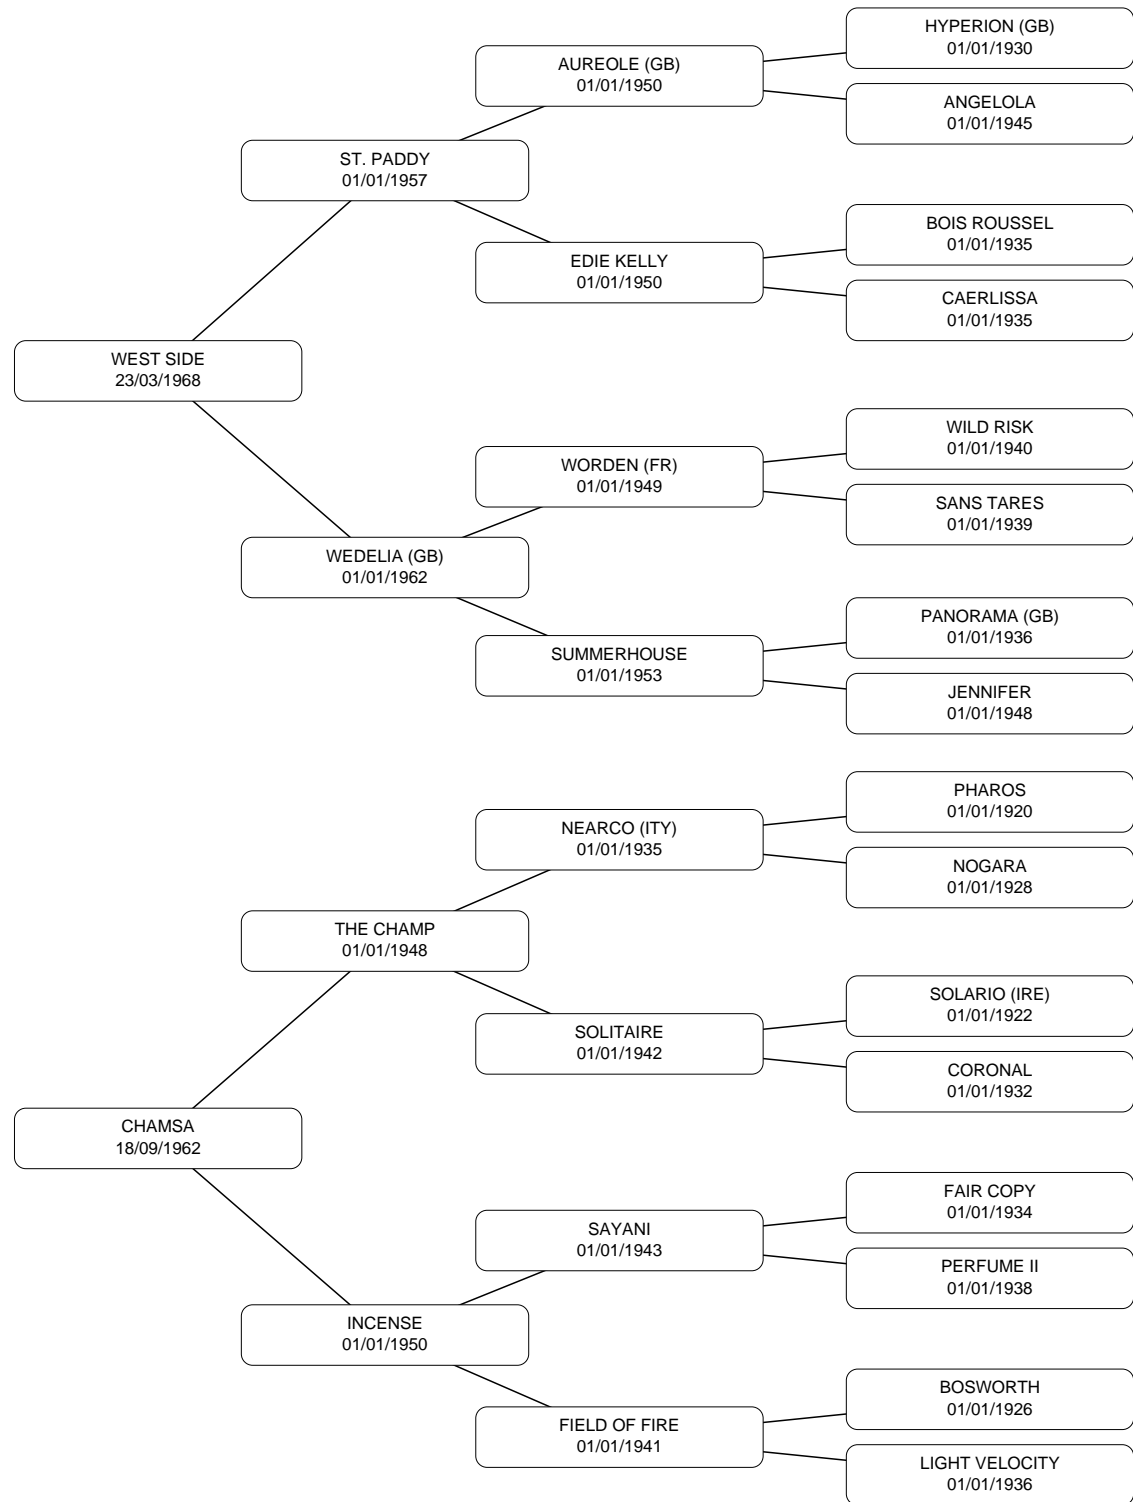 HYPERION (GB)
01/01/1930
AUREOLE (GB)
01/01/1950
ANGELOLA
01/01/1945
ST. PADDY
01/01/1957
BOIS ROUSSEL
01/01/1935
EDIE KELLY
01/01/1950
CAERLISSA
01/01/1935
WEST SIDE
23/03/1968
WILD RISK
01/01/1940
WORDEN (FR)
01/01/1949
SANS TARES
01/01/1939
WEDELIA (GB)
01/01/1962
PANORAMA (GB)
01/01/1936
SUMMERHOUSE
01/01/1953
JENNIFER
01/01/1948
PHAROS
01/01/1920
NEARCO (ITY)
01/01/1935
NOGARA
01/01/1928
THE CHAMP
01/01/1948
SOLARIO (IRE)
01/01/1922
SOLITAIRE
01/01/1942
CORONAL
01/01/1932
CHAMSA
18/09/1962
FAIR COPY
01/01/1934
SAYANI
01/01/1943
PERFUME II
01/01/1938
INCENSE
01/01/1950
BOSWORTH
01/01/1926
FIELD OF FIRE
01/01/1941
LIGHT VELOCITY
01/01/1936